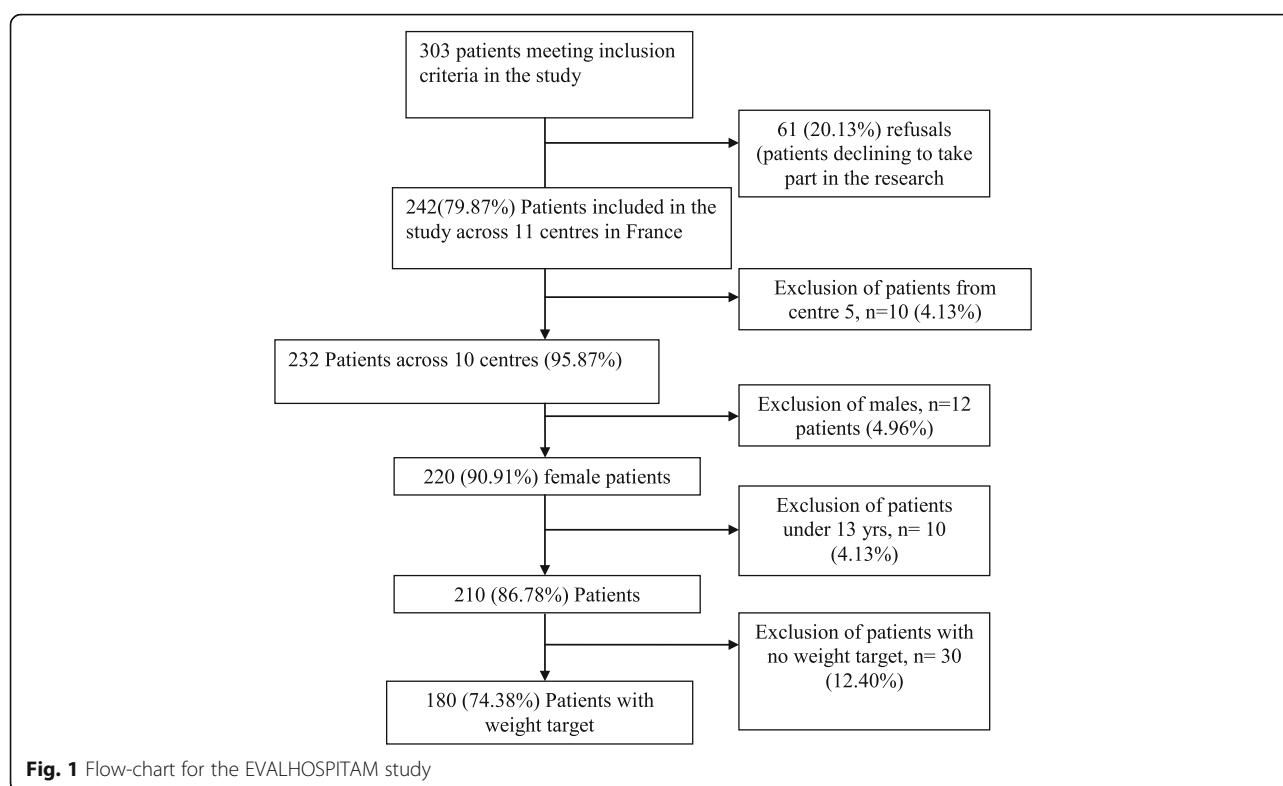 303 patients meeting inclusion
criteria in the study
61 (20.13%) refusals
(patients declining to take
part in the research
242(79.87%) Patients included in the
study across 11 centres in France
Exclusion of patients from
centre 5, n=10 (4.13%)
232 Patients across 10 centres (95.87%)
Exclusion of males, n=12
patients (4.96%)
220 (90.91%) female patients
Exclusion of patients
under 13 yrs, n= 10
(4.13%)
210 (86.78%) Patients
Exclusion of patients with
no weight target, n= 30
(12.40%)
180 (74.38%) Patients with
weight target
Fig. 1 Flow-chart for the EVALHOSPITAM study